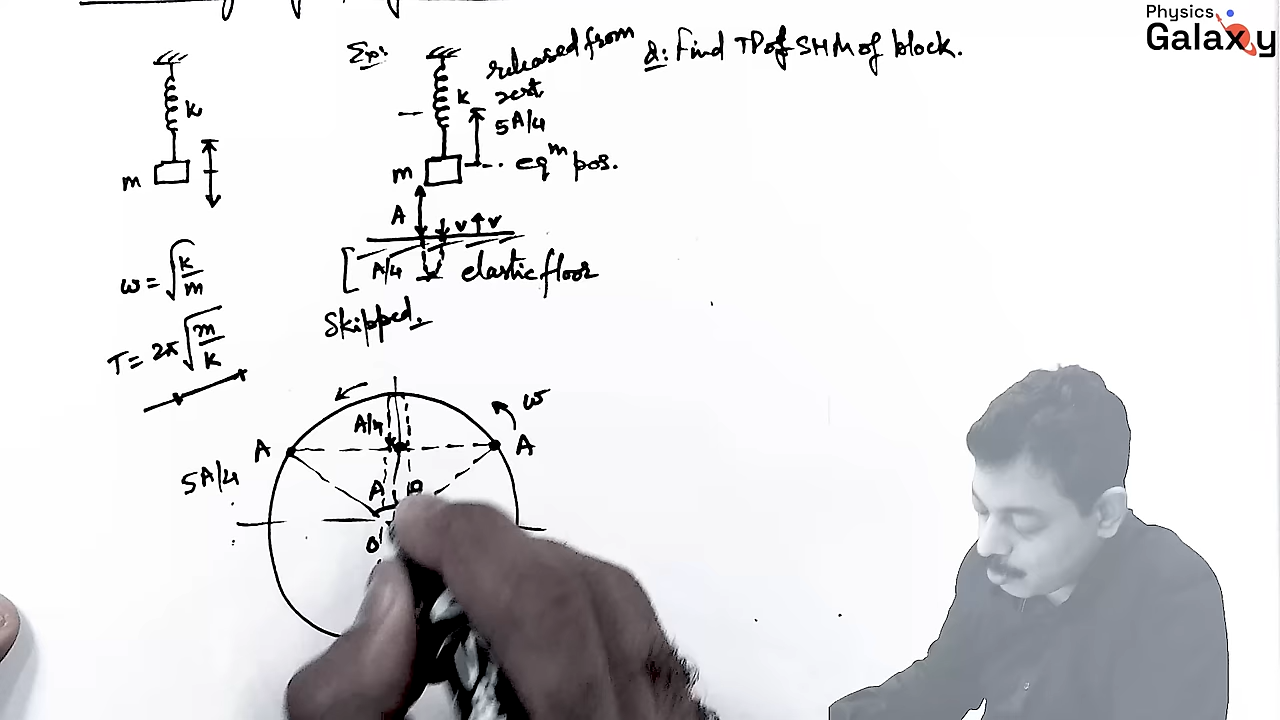 Physics
Galaxy
k
m
ω = √k/m
T = 2π √m/k
Ex:
released from
rest
k
5A/4
m
eqᵐ pos.
A
v
v
A/4
elastic floor
Skipped.
Q: Find TP of SHM of block.
ω
A/4
A
A
5A/4
A
θ